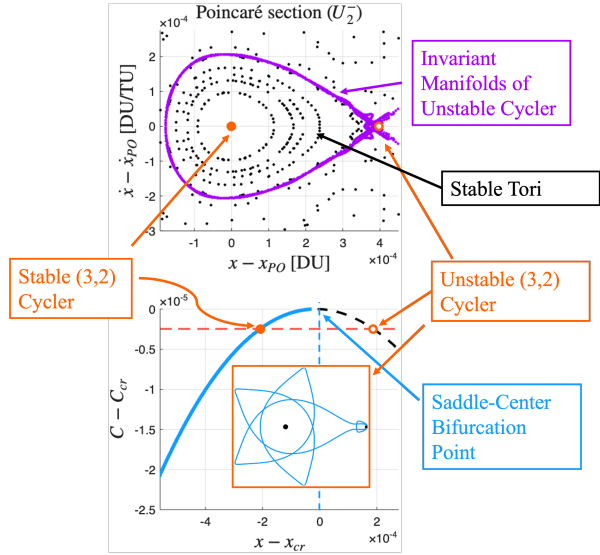 Poincaré section (U₂⁻)
×10⁻⁴
2
1
0
-1
-2
-3
ẋ − ẋ_PO [DU/TU]
-1 0 1 2 3 4
×10⁻⁴
x − x_PO [DU]
Invariant
Manifolds of
Unstable Cycler
Stable Tori
Stable (3,2)
Cycler
Unstable (3,2)
Cycler
×10⁻⁵
0
-0.5
-1
-1.5
-2
-2.5
C − C_cr
-4 -2 0 2
×10⁻⁴
x − x_cr
Saddle-Center
Bifurcation
Point